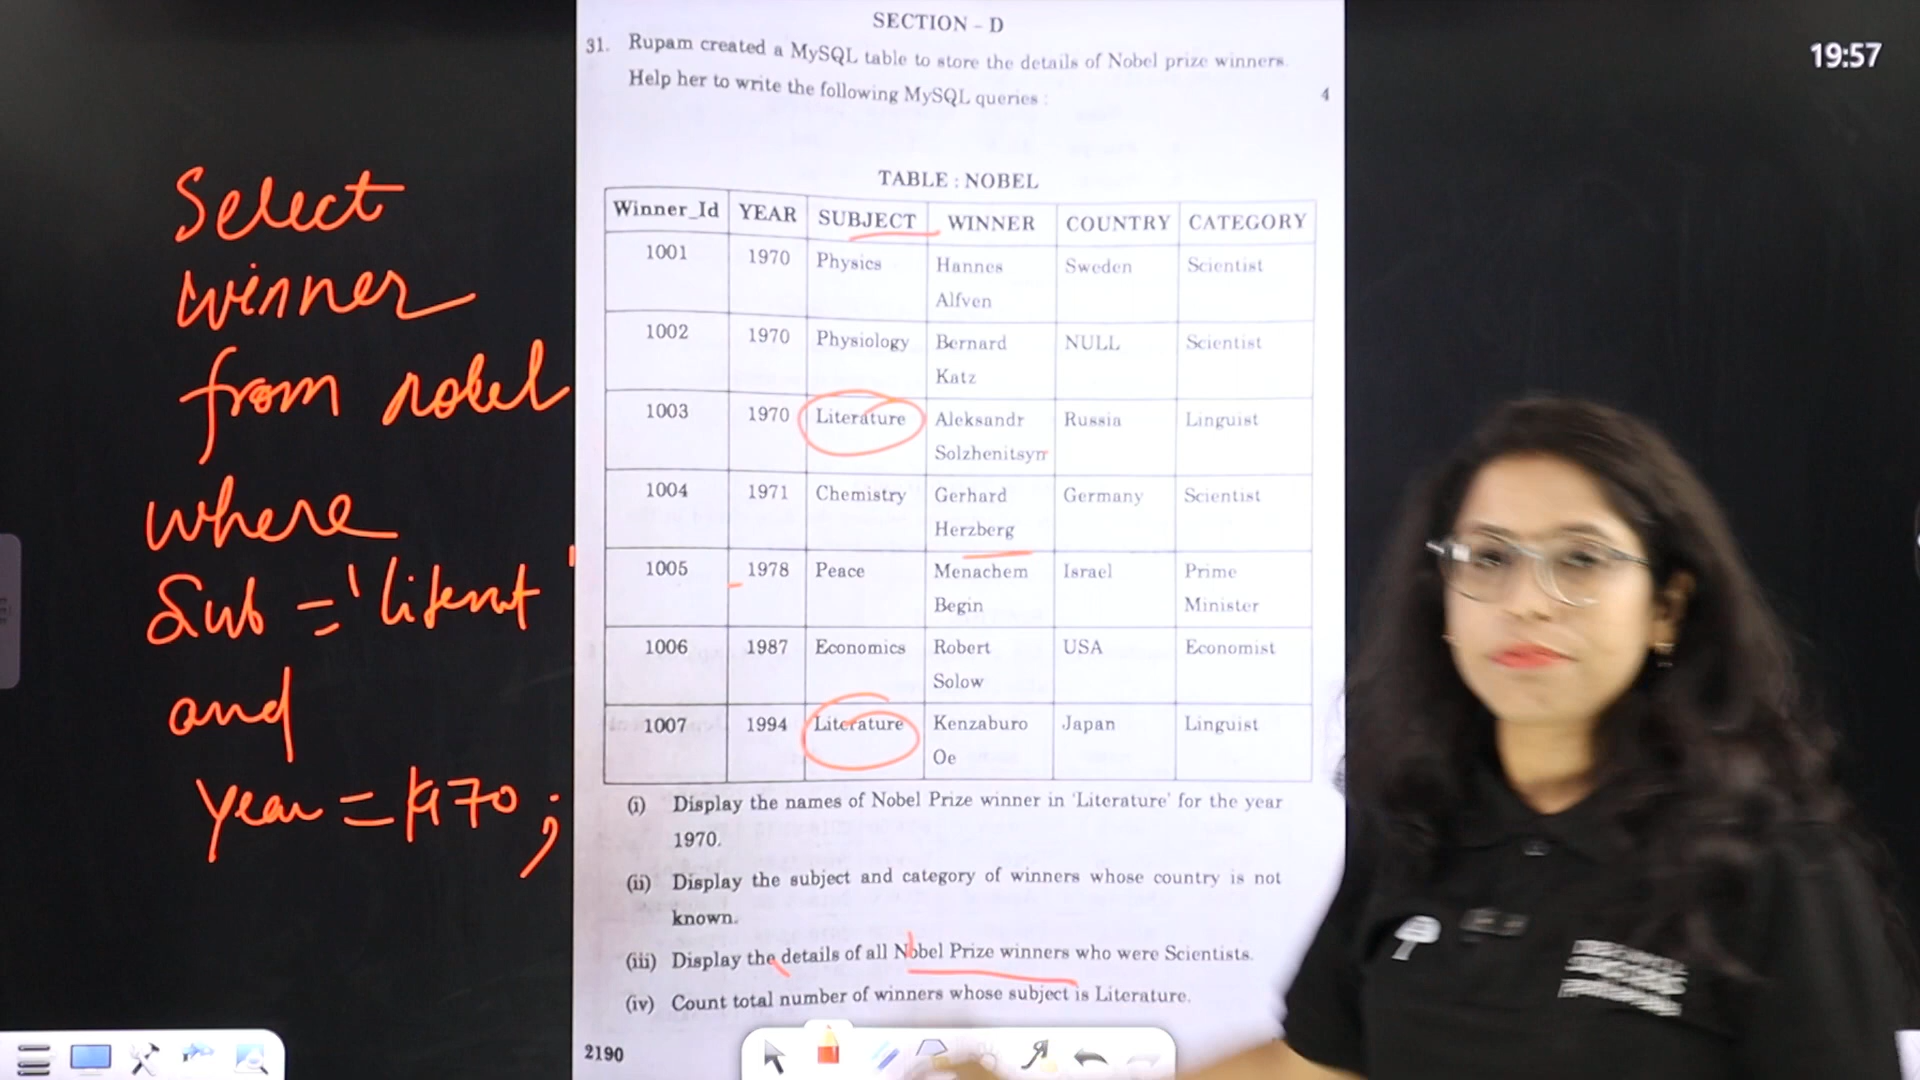 19:57
SECTION - D
31. Rupam created a MySQL table to store the details of Nobel prize winners.
Help her to write the following MySQL queries :
4
TABLE : NOBEL
Winner_Id YEAR SUBJECT WINNER COUNTRY CATEGORY
1001 1970 Physics Hannes Alfven Sweden Scientist
1002 1970 Physiology Bernard Katz NULL Scientist
1003 1970 Literature Aleksandr Solzhenitsyn Russia Linguist
1004 1971 Chemistry Gerhard Herzberg Germany Scientist
1005 1978 Peace Menachem Begin Israel Prime Minister
1006 1987 Economics Robert Solow USA Economist
1007 1994 Literature Kenzaburo Oe Japan Linguist
(i) Display the names of Nobel Prize winner in 'Literature' for the year
1970.
(ii) Display the subject and category of winners whose country is not
known.
(iii) Display the details of all Nobel Prize winners who were Scientists.
(iv) Count total number of winners whose subject is Literature.
2190
Select
winner
from nobel
where
Sub = 'literat'
and
year = 1970 ;